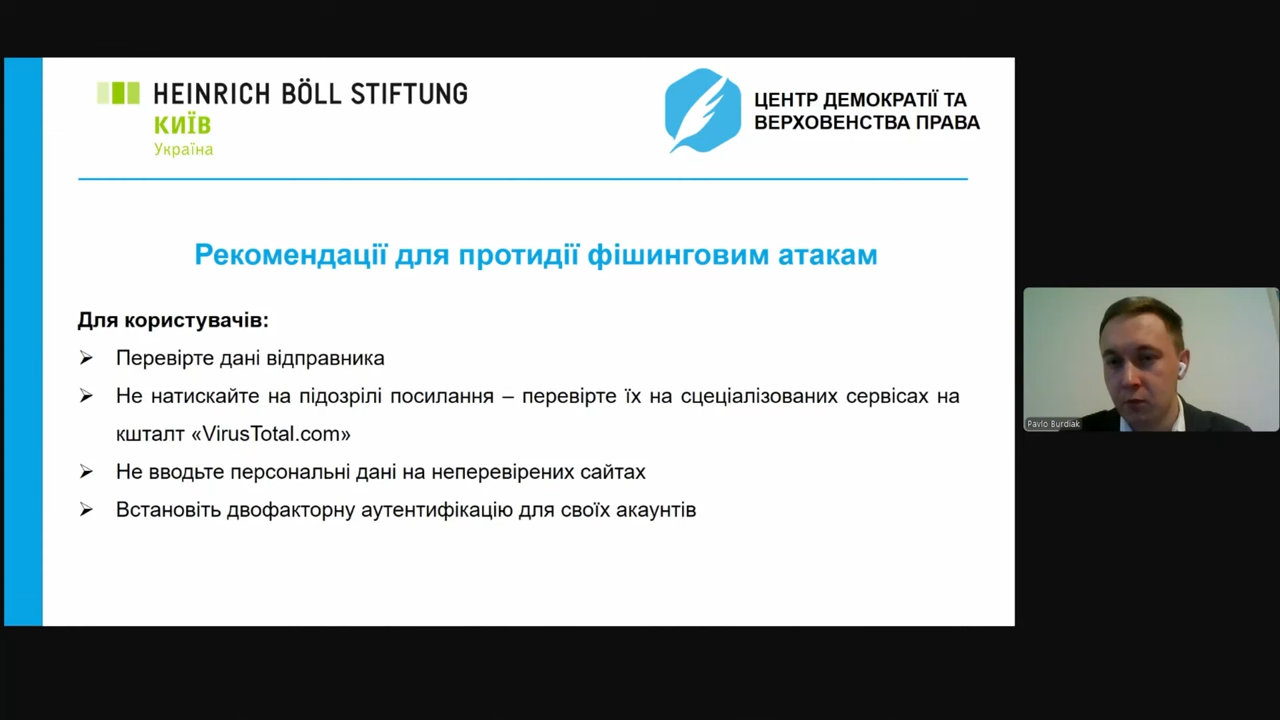 HEINRICH BÖLL STIFTUNG
КИЇВ
Україна
ЦЕНТР ДЕМОКРАТІЇ ТА
ВЕРХОВЕНСТВА ПРАВА
Рекомендації для протидії фішинговим атакам
Для користувачів:
➢ Перевірте дані відправника
➢ Не натискайте на підозрілі посилання – перевірте їх на сцеціалізованих сервісах на
кшталт «VirusTotal.com»
➢ Не вводьте персональні дані на неперевірених сайтах
➢ Встановіть двофакторну аутентифікацію для своїх акаунтів
Pavlo Burdiak